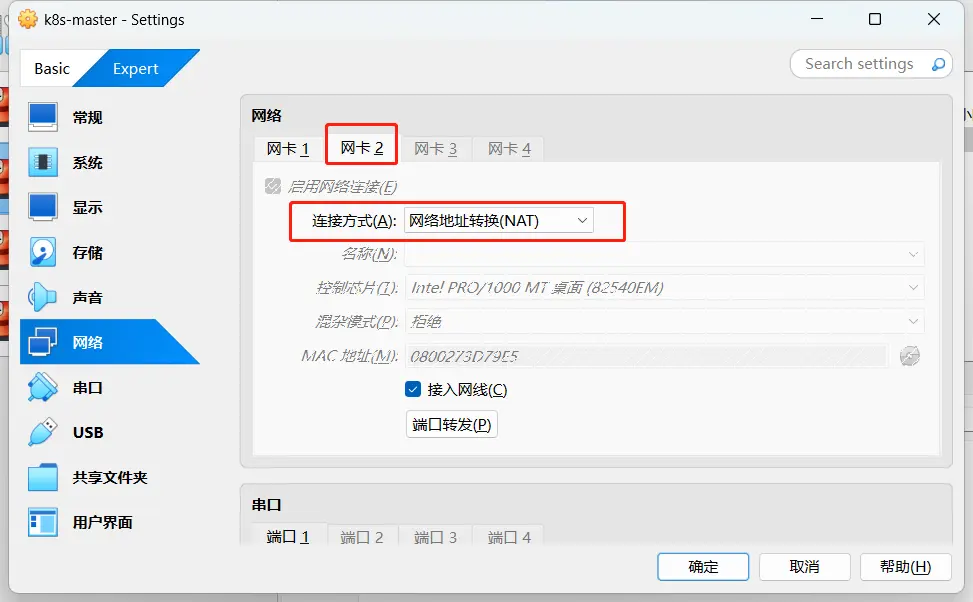 k8s-master - Settings
Basic Expert Search settings
常规
系统
显示
存储
声音
网络
串口
USB
共享文件夹
用户界面
网络
网卡 1 网卡 2 网卡 3 网卡 4
启用网络连接(E)
连接方式(A): 网络地址转换(NAT)
名称(N):
控制芯片(T): Intel PRO/1000 MT 桌面 (82540EM)
混杂模式(P): 拒绝
MAC 地址(M): 0800273D79E5
接入网线(C)
端口转发(P)
串口
端口 1 端口 2 端口 3 端口 4
确定 取消 帮助(H)